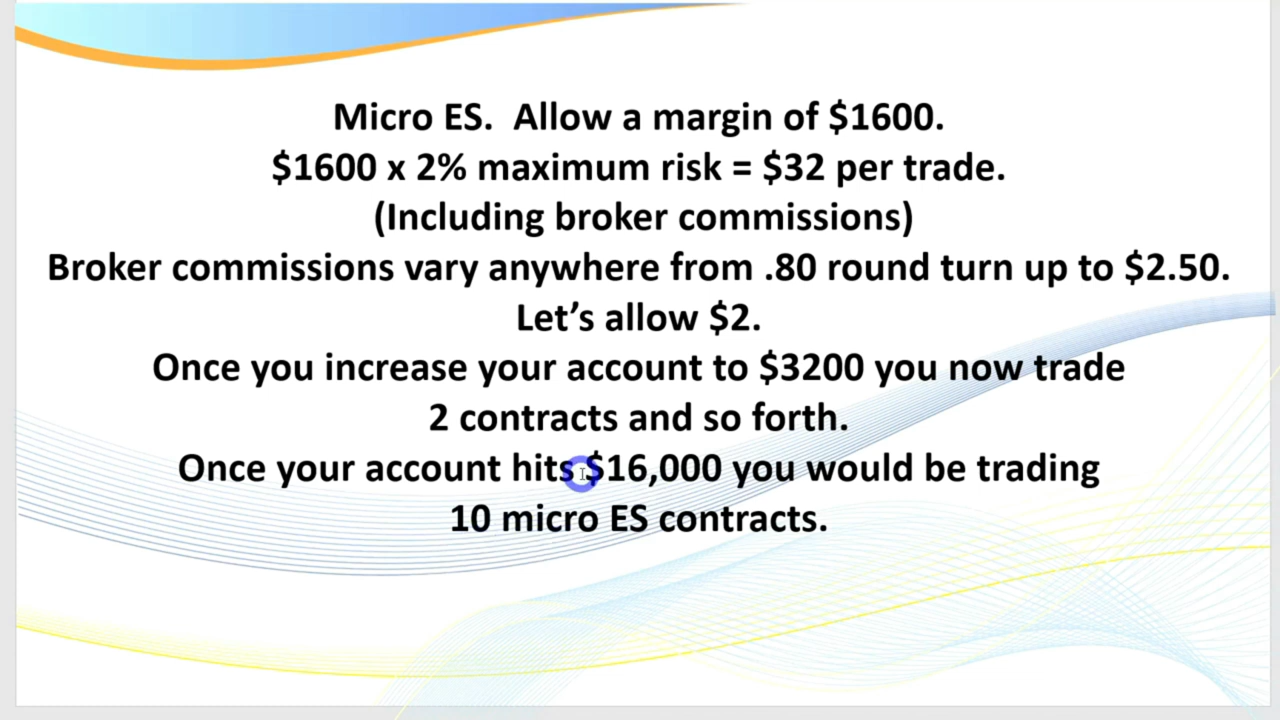 Micro ES.  Allow a margin of $1600.
$1600 x 2% maximum risk = $32 per trade.
(Including broker commissions)
Broker commissions vary anywhere from .80 round turn up to $2.50.
Let’s allow $2.
Once you increase your account to $3200 you now trade
2 contracts and so forth.
Once your account hits $16,000 you would be trading
10 micro ES contracts.